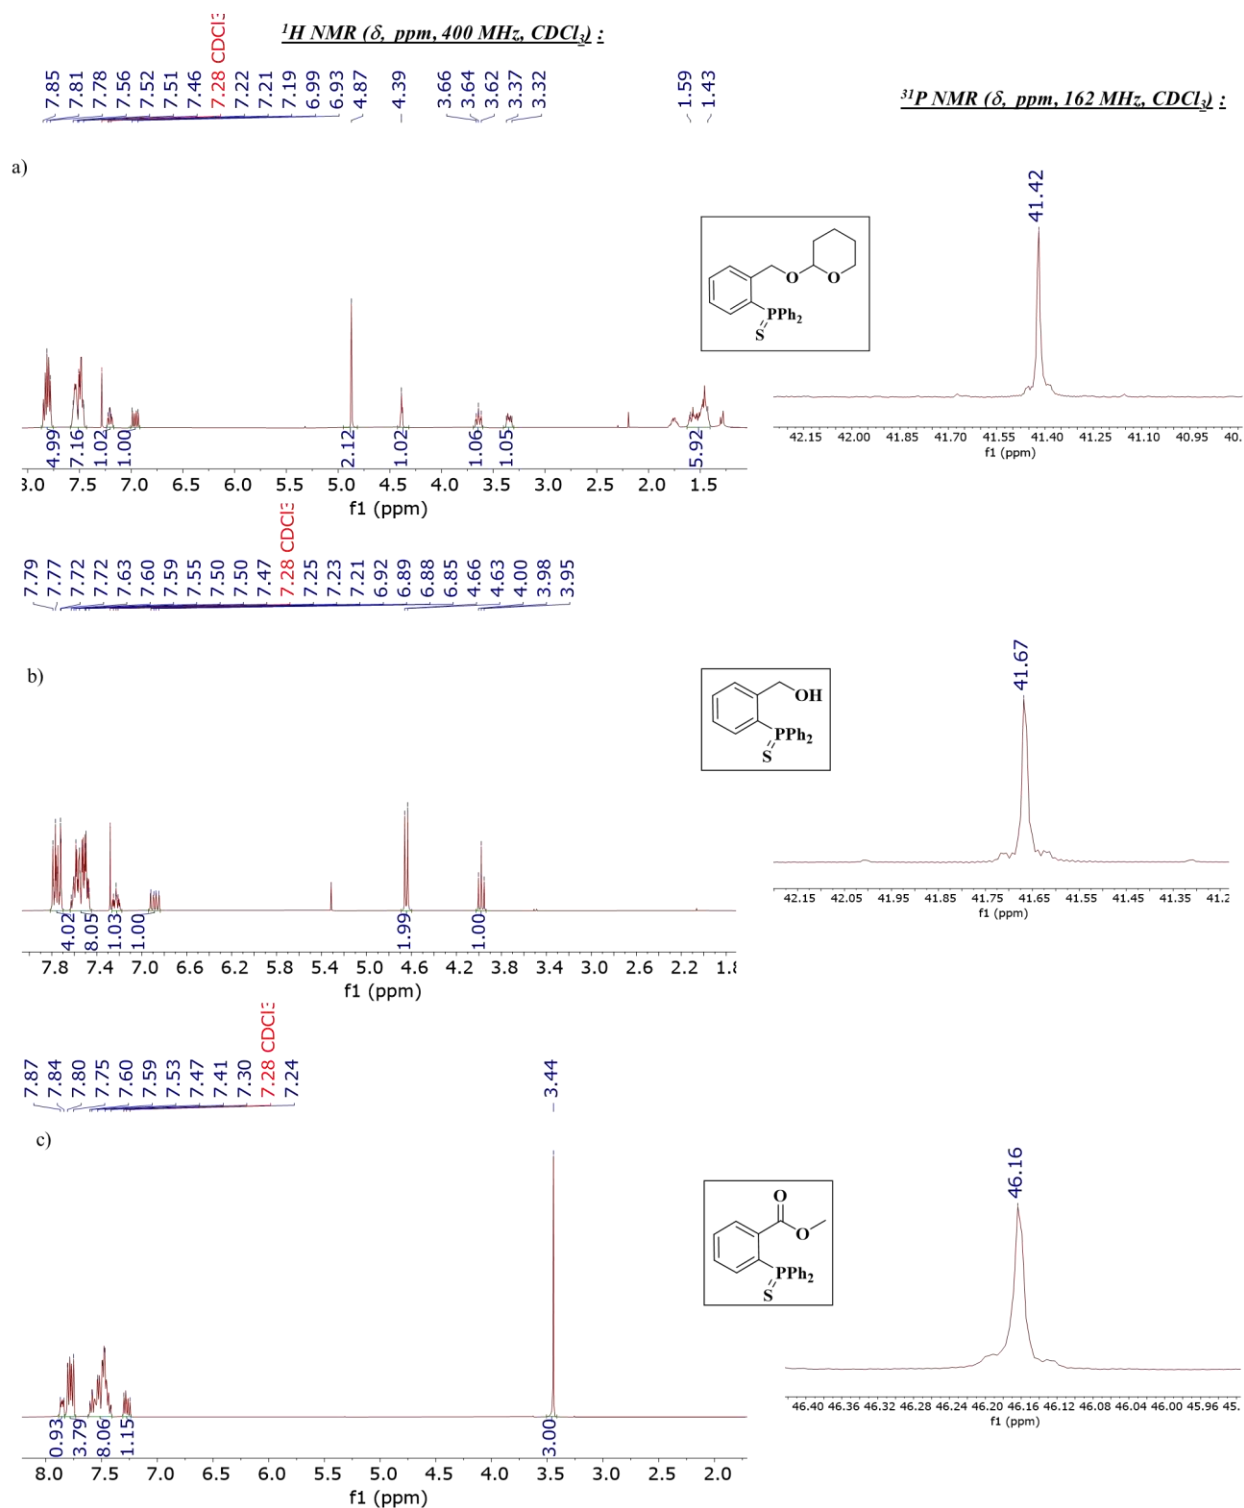 ¹H NMR (δ, ppm, 400 MHz, CDCl₃) :
7.85 7.81 7.78 7.56 7.52 7.51 7.46 7.28 CDCl3 7.22 7.21 7.19 6.99 6.93 4.87 4.39 3.66 3.64 3.62 3.37 3.32 1.59 1.43
³¹P NMR (δ, ppm, 162 MHz, CDCl₃) :
a)
41.42
O
O
PPh₂
S
4.99 7.16 1.02 1.00 2.12 1.02 1.06 1.05 5.92
3.0 7.5 7.0 6.5 6.0 5.5 5.0 4.5 4.0 3.5 3.0 2.5 2.0 1.5
f1 (ppm)
42.15 42.00 41.85 41.70 41.55 41.40 41.25 41.10 40.95 40.
f1 (ppm)
7.79 7.77 7.72 7.72 7.63 7.60 7.59 7.55 7.50 7.50 7.47 7.28 CDCl3 7.25 7.23 7.21 6.92 6.89 6.88 6.85 4.66 4.63 4.00 3.98 3.95
b)
41.67
OH
PPh₂
S
4.02 8.05 1.03 1.00 1.99 1.00
7.8 7.4 7.0 6.6 6.2 5.8 5.4 5.0 4.6 4.2 3.8 3.4 3.0 2.6 2.2 1.8
f1 (ppm)
42.15 42.05 41.95 41.85 41.75 41.65 41.55 41.45 41.35 41.2
f1 (ppm)
7.87 7.84 7.80 7.75 7.60 7.59 7.53 7.47 7.41 7.30 7.28 CDCl3 7.24 3.44
c)
46.16
O
O
PPh₂
S
0.93 3.79 8.06 1.15 3.00
8.0 7.5 7.0 6.5 6.0 5.5 5.0 4.5 4.0 3.5 3.0 2.5 2.0
f1 (ppm)
46.40 46.36 46.32 46.28 46.24 46.20 46.16 46.12 46.08 46.04 46.00 45.96 45.
f1 (ppm)